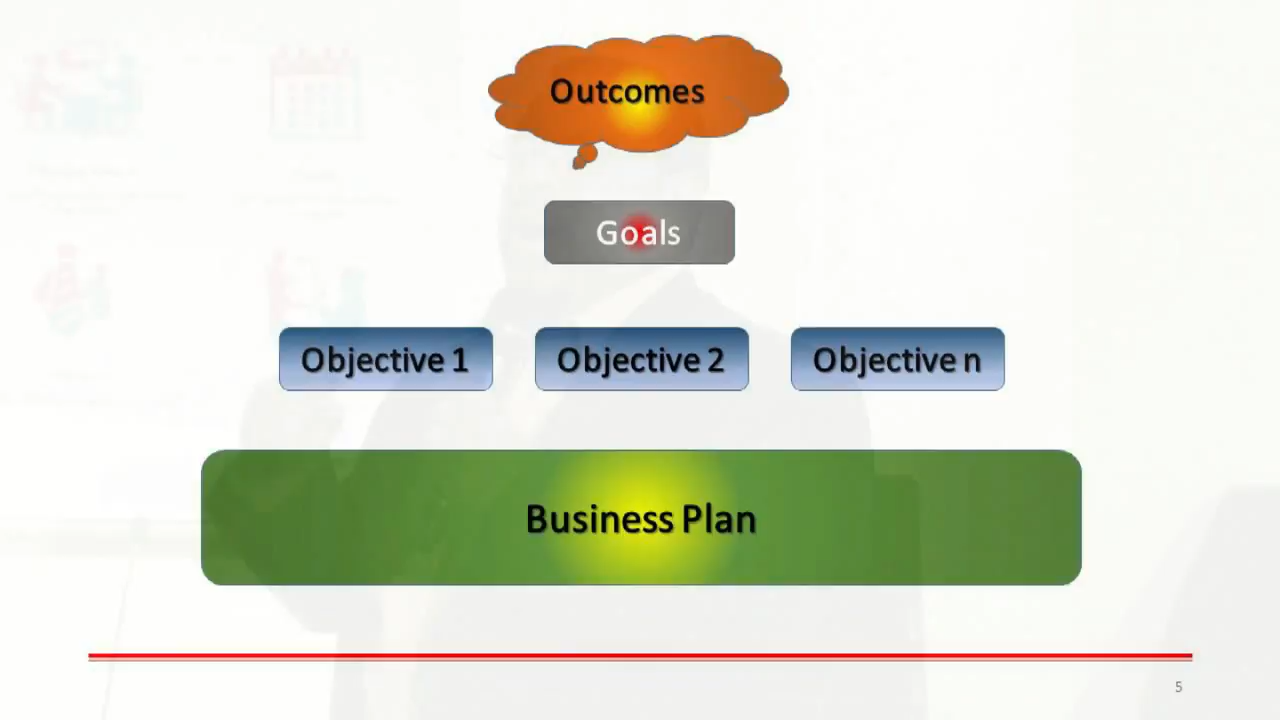 Outcomes
Goals
Objective 1
Objective 2
Objective n
Business Plan
5